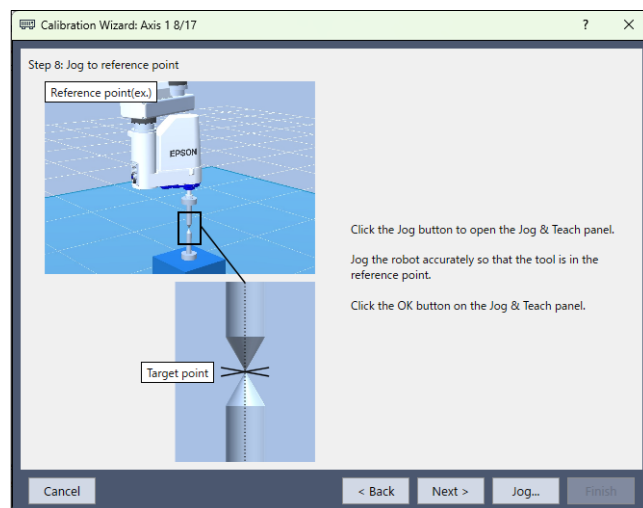 Calibration Wizard: Axis 1 8/17
Step 8: Jog to reference point
Reference point(ex.)
EPSON
Click the Jog button to open the Jog & Teach panel.
Jog the robot accurately so that the tool is in the
reference point.
Click the OK button on the Jog & Teach panel.
Target point
Cancel
< Back
Next >
Jog...
Finish